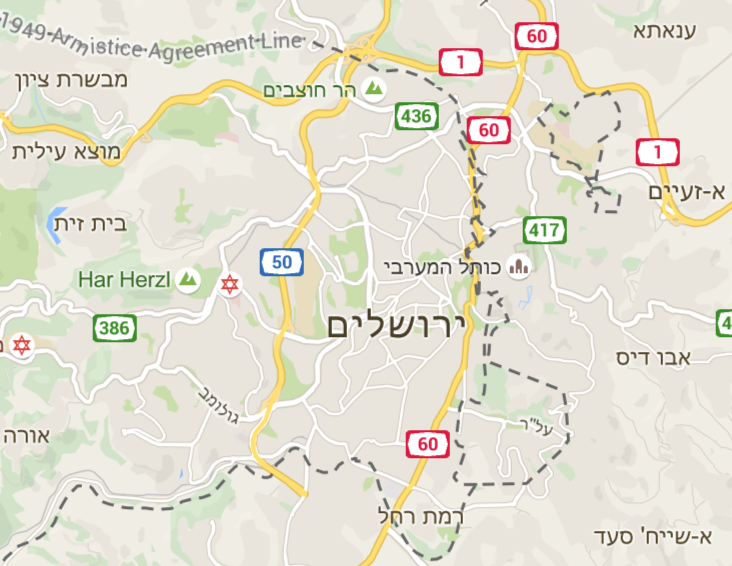 1949 Armistice Agreement Line
60
ענאתא
1
מבשרת ציון
הר חוצבים
436
60
מוצא עילית
1
א-זעיים
בית זית
417
50
כותל המערבי
Har Herzl
ירושלים
386
4
אבו דיס
גולומב
על"ר
אורה
60
רמת רחל
א-שייח' סעד